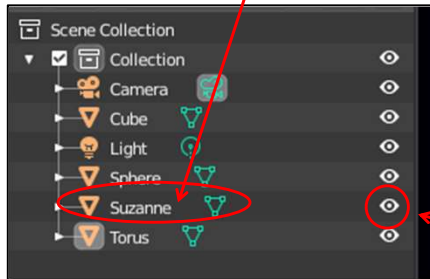 Scene Collection
Collection
Camera
Cube
Light
Sphere
Suzanne
Torus